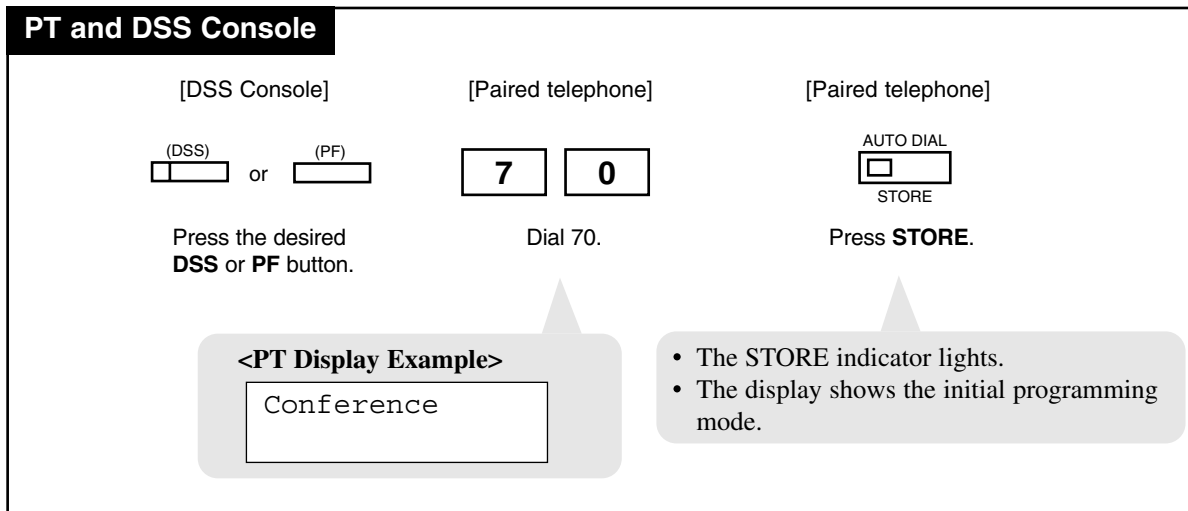 PT and DSS Console
[DSS Console]
[Paired telephone]
[Paired telephone]
(DSS)
or
(PF)
7 0
AUTO DIAL
STORE
Press the desired
DSS or PF button.
Dial 70.
Press STORE.
<PT Display Example>
Conference
• The STORE indicator lights.
• The display shows the initial programming
mode.